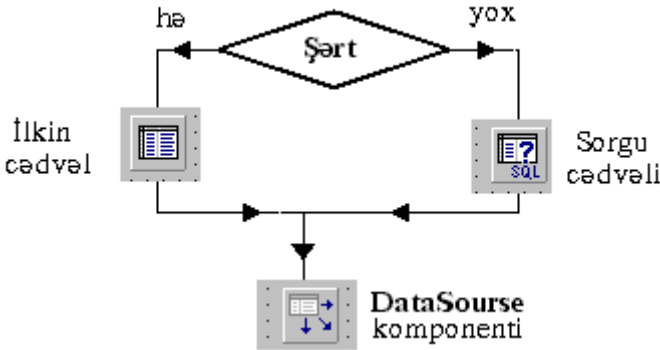 hə
yox
Şərt
İlkin
cədvəl
SQL
Sorgu
cədvəli
DataSourse
komponenti